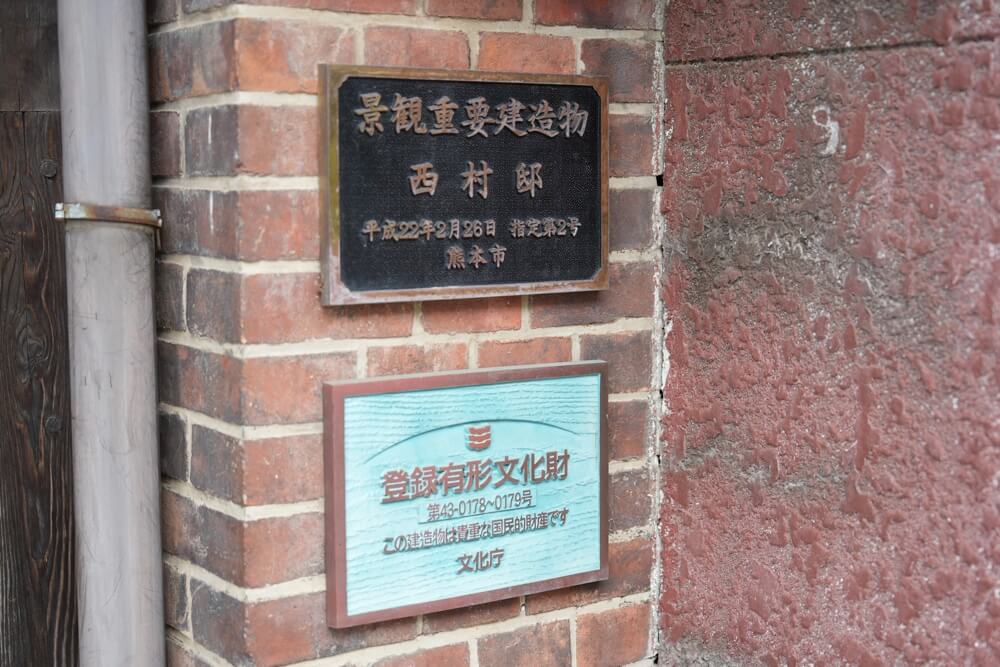 景観重要建造物
西村邸
平成22年2月26日 指定第2号
熊本市
登録有形文化財
第43-0178~0179号
この建造物は貴重な国民的財産です
文化庁